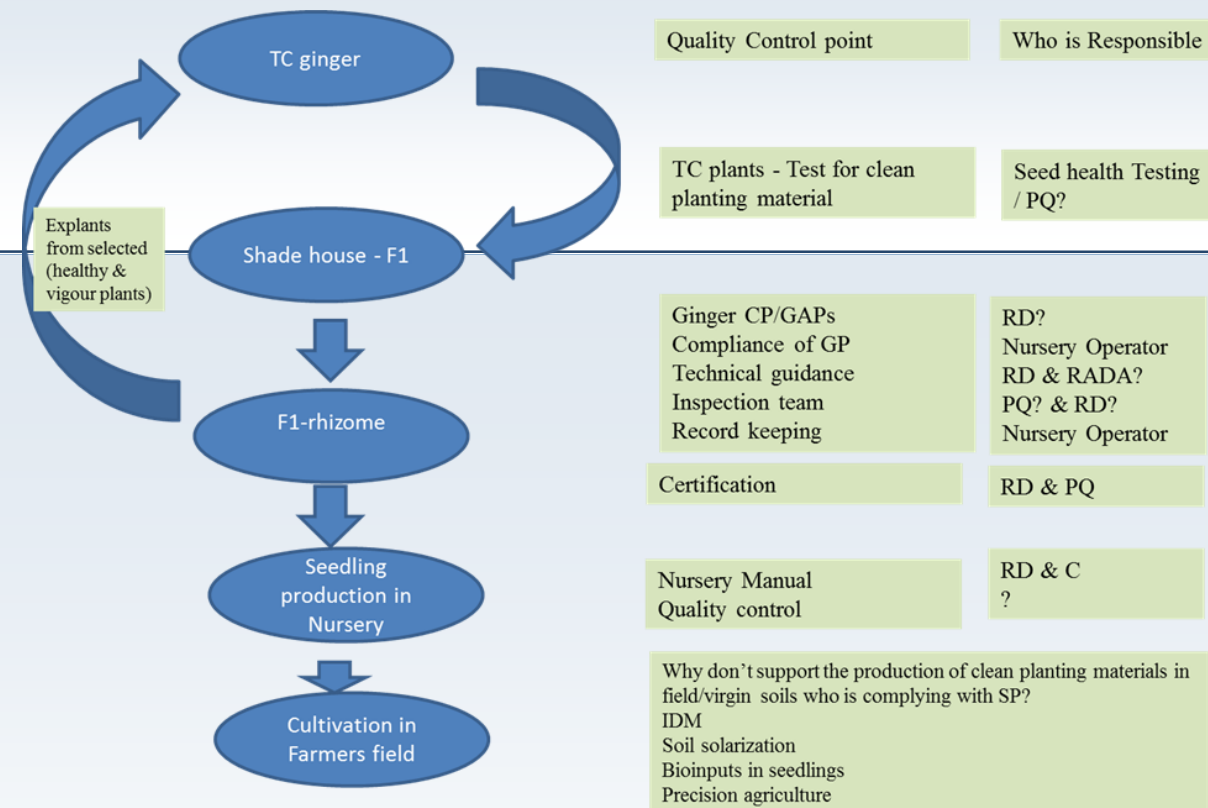 TC ginger
Quality Control point
Who is Responsible
TC plants - Test for clean
planting material
Seed health Testing
/ PQ?
Explants
from selected
(healthy &
vigour plants)
Shade house - F1
Ginger CP/GAPs
Compliance of GP
Technical guidance
Inspection team
Record keeping
RD?
Nursery Operator
RD & RADA?
PQ? & RD?
Nursery Operator
F1-rhizome
Certification
RD & PQ
Seedling
production in
Nursery
Nursery Manual
Quality control
RD & C
?
Cultivation in
Farmers field
Why don’t support the production of clean planting materials in
field/virgin soils who is complying with SP?
IDM
Soil solarization
Bioinputs in seedlings
Precision agriculture